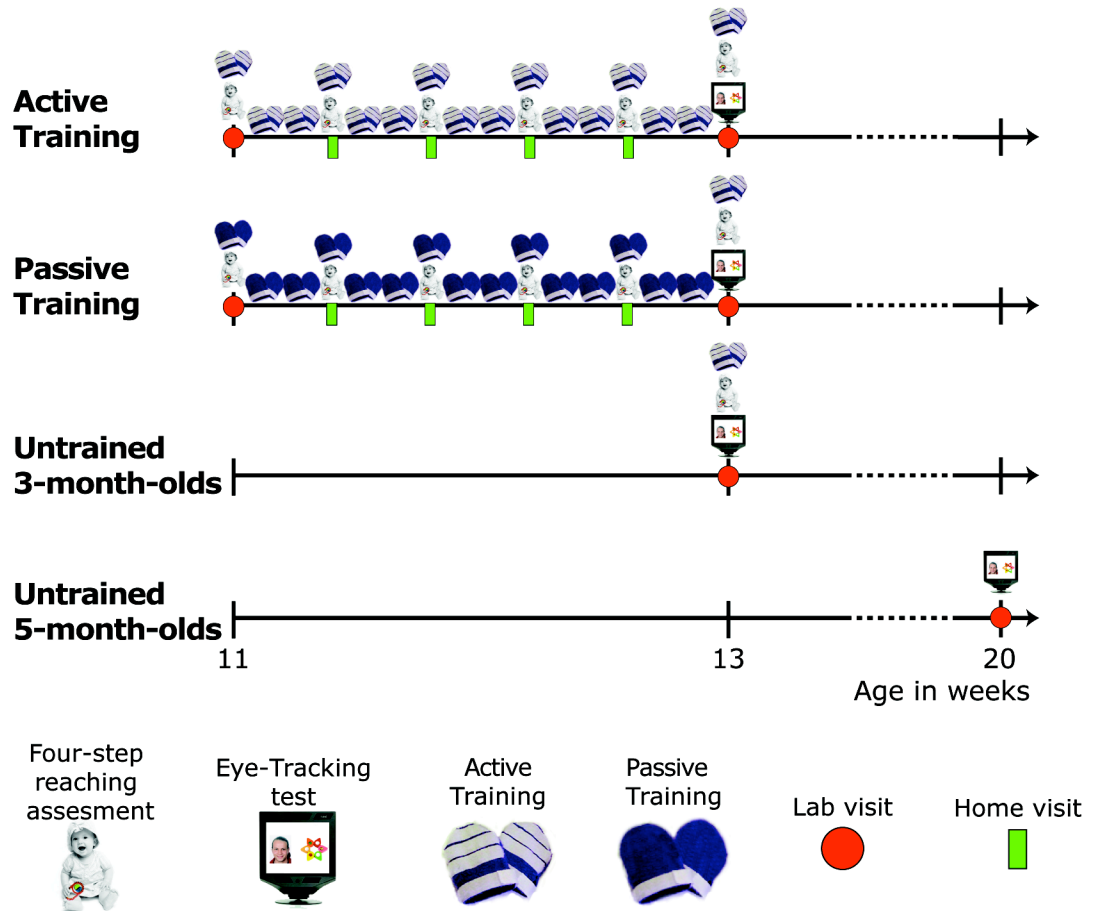 Active
Training
Passive
Training
Untrained
3-month-olds
Untrained
5-month-olds
11
13
20
Age in weeks
Four-step
reaching
assesment
Eye-Tracking
test
Active
Training
Passive
Training
Lab visit
Home visit